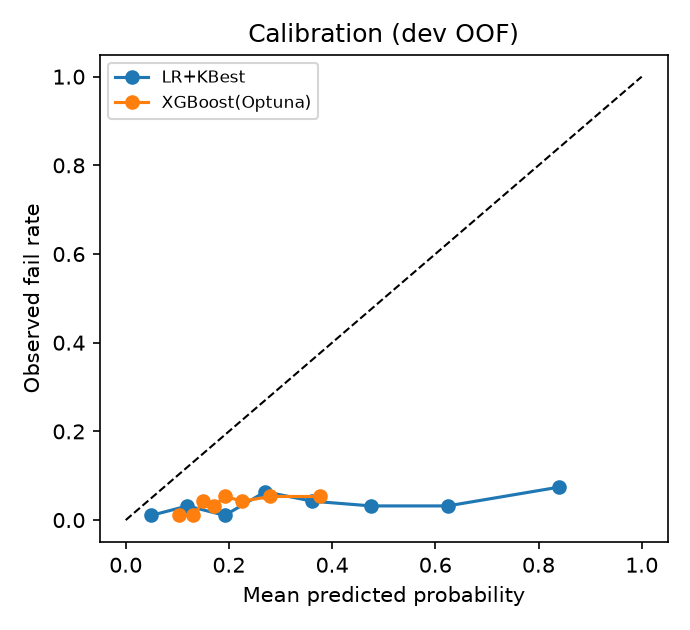 Calibration (dev OOF)
LR+KBest
XGBoost(Optuna)
Observed fail rate
1.0
0.8
0.6
0.4
0.2
0.0
0.0 0.2 0.4 0.6 0.8 1.0
Mean predicted probability